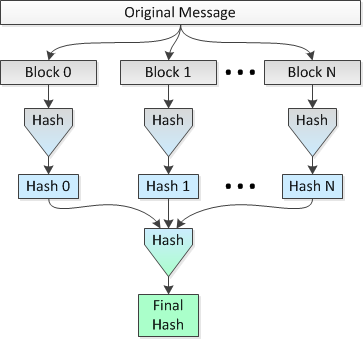 Original Message
Block 0
Block 1
Block N
Hash
Hash
Hash
Hash 0
Hash 1
Hash N
Hash
Final
Hash